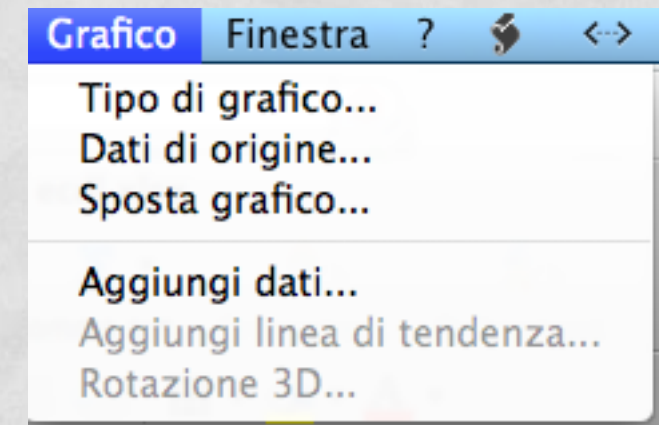 Grafico Finestra ?
Tipo di grafico...
Dati di origine...
Sposta grafico...
Aggiungi dati...
Aggiungi linea di tendenza...
Rotazione 3D...